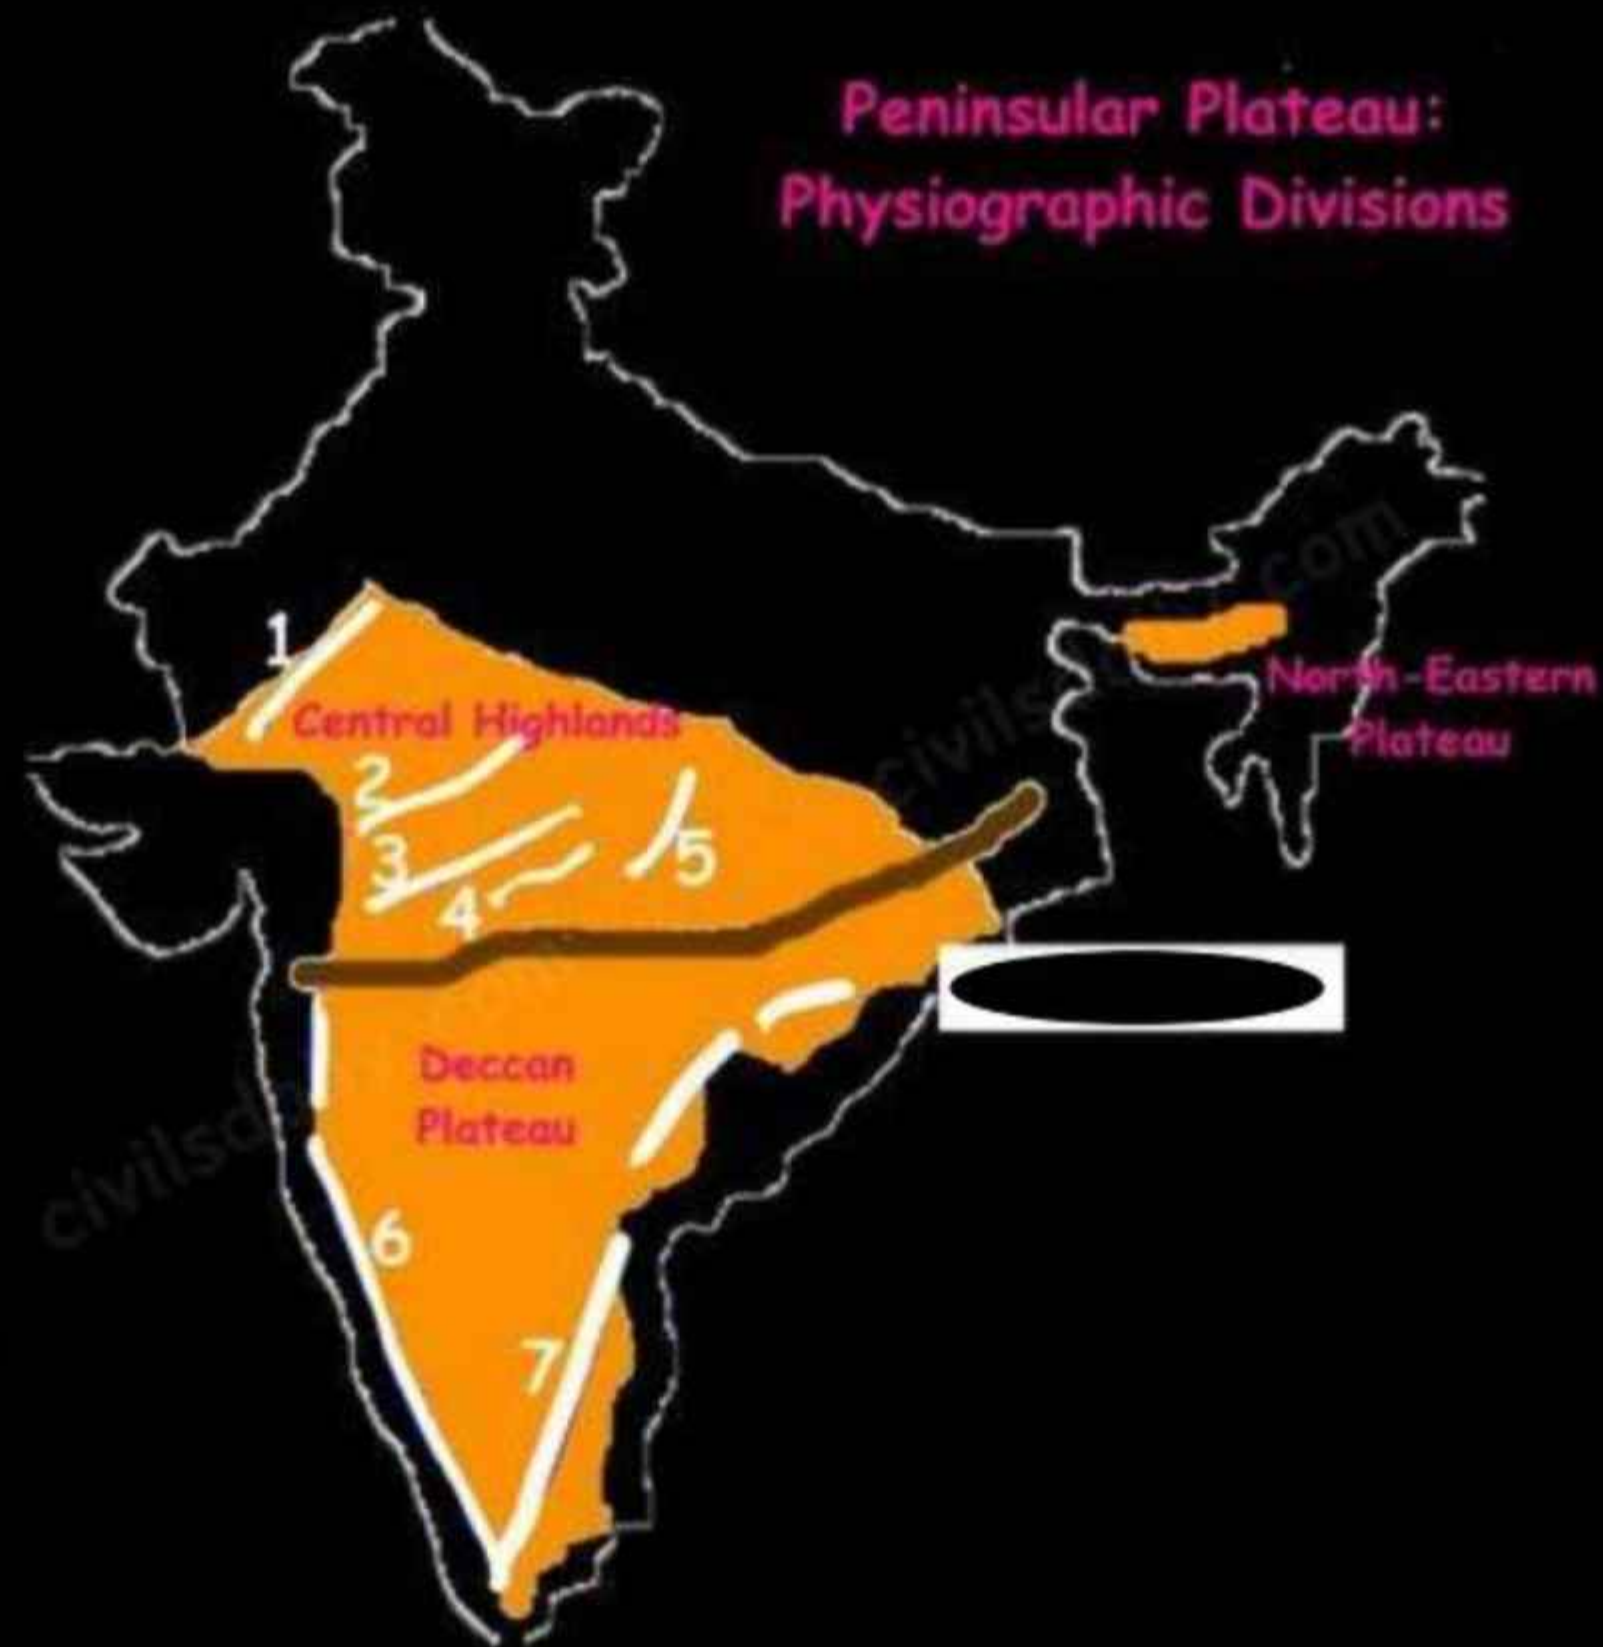 Peninsular Plateau:
Physiographic Divisions
1
North-Eastern
Plateau
Central Highlands
2
3
4
5
Deccan
Plateau
6
7